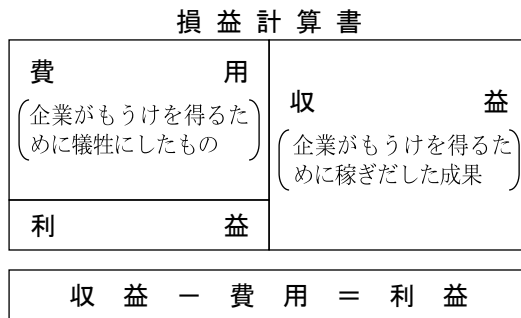 損益計算書
費用
（企業がもうけを得るた
めに犠牲にしたもの）
利益
収益
（企業がもうけを得るた
めに稼ぎだした成果）
収益－費用＝利益